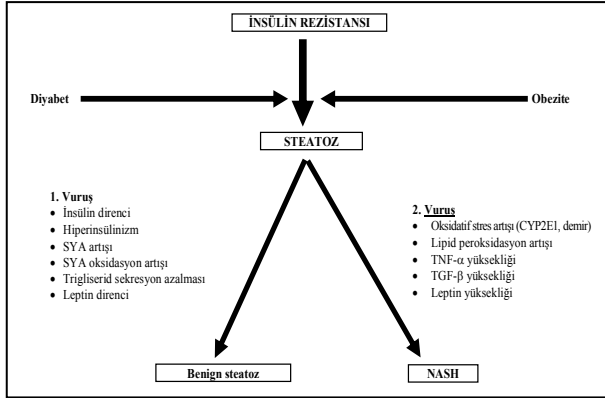 İNSÜLİN REZİSTANSI
Diyabet
Obezite
STEATOZ
1. Vuruş
• İnsülin direnci
• Hiperinsülinizm
• SYA artışı
• SYA oksidasyon artışı
• Trigliserid sekresyon azalması
• Leptin direnci
2. Vuruş
• Oksidatif stres artışı (CYP2E1, demir)
• Lipid peroksidasyon artışı
• TNF-α yüksekliği
• TGF-β yüksekliği
• Leptin yüksekliği
Benign steatoz
NASH